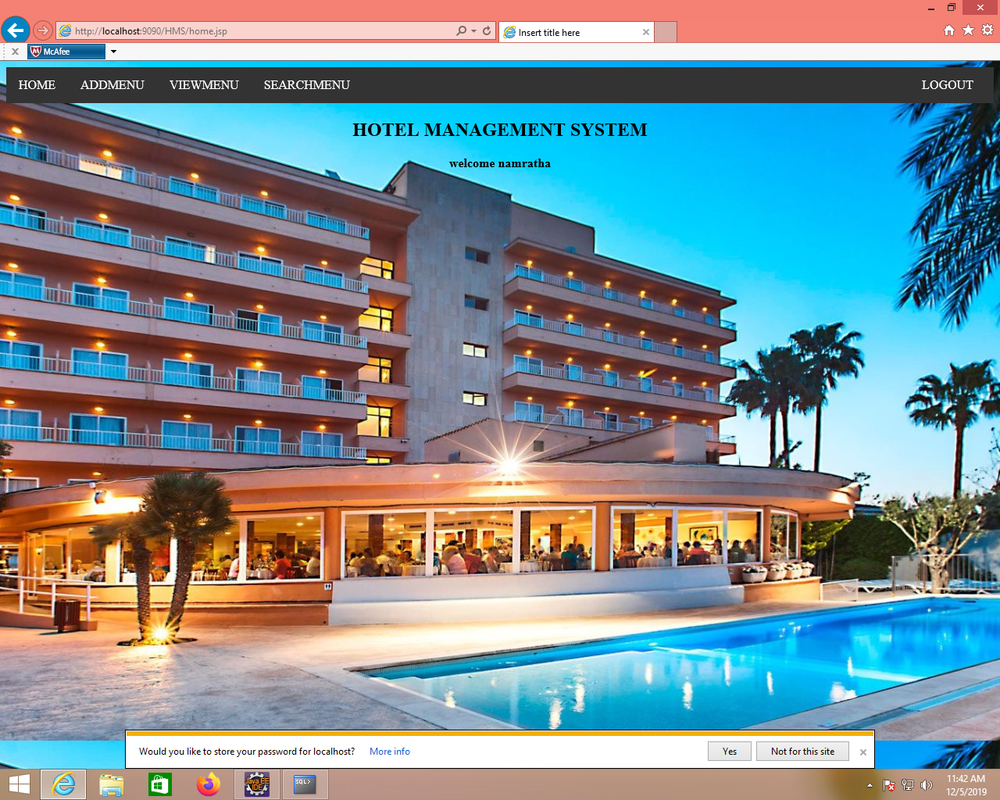 http://localhost:9090/HMS/home.jsp
Insert title here
McAfee
HOME ADDMENU VIEWMENU SEARCHMENU LOGOUT
HOTEL MANAGEMENT SYSTEM
welcome namratha
Would you like to store your password for localhost? More info Yes Not for this site
Java EE
IDE
SQL>
11:42 AM
12/5/2019